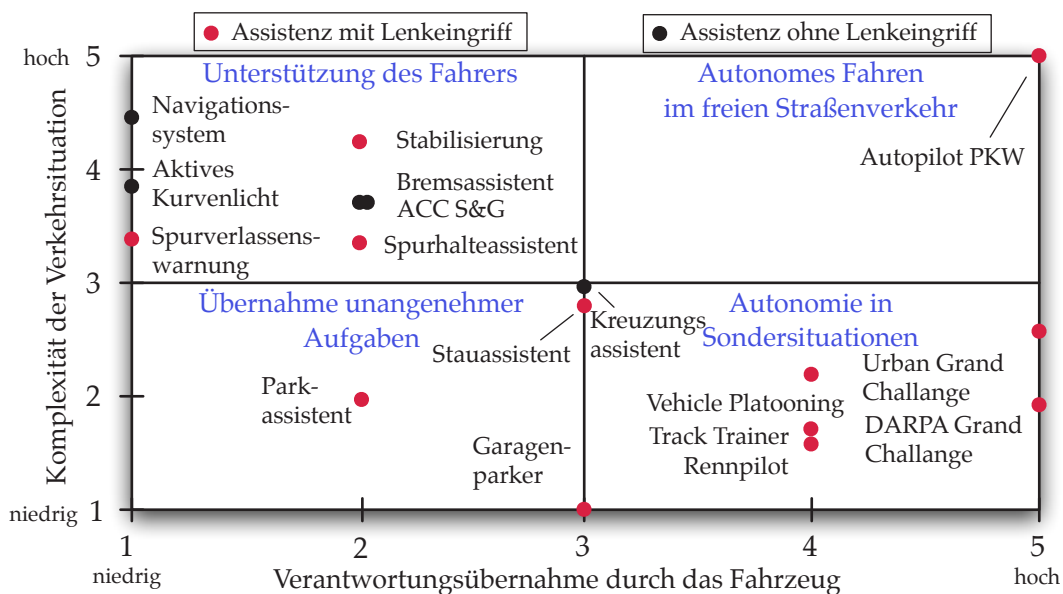 Assistenz mit Lenkeingriff
Assistenz ohne Lenkeingriff
hoch
5
Unterstützung des Fahrers
Autonomes Fahren
im freien Straßenverkehr
Navigations-
system
Stabilisierung
Autopilot PKW
4
Aktives
Kurvenlicht
Bremsassistent
ACC S&G
Spurverlassens-
warnung
Spurhalteassistent
3
Komplexität der Verkehrsituation
Übernahme unangenehmer
Aufgaben
Autonomie in
Sondersituationen
Stauassistent
Kreuzungs
assistent
Urban Grand
Challange
2
Park-
assistent
Vehicle Platooning
DARPA Grand
Challange
Track Trainer
Rennpilot
Garagen-
parker
niedrig
1
1
2
3
4
5
niedrig
Verantwortungsübernahme durch das Fahrzeug
hoch